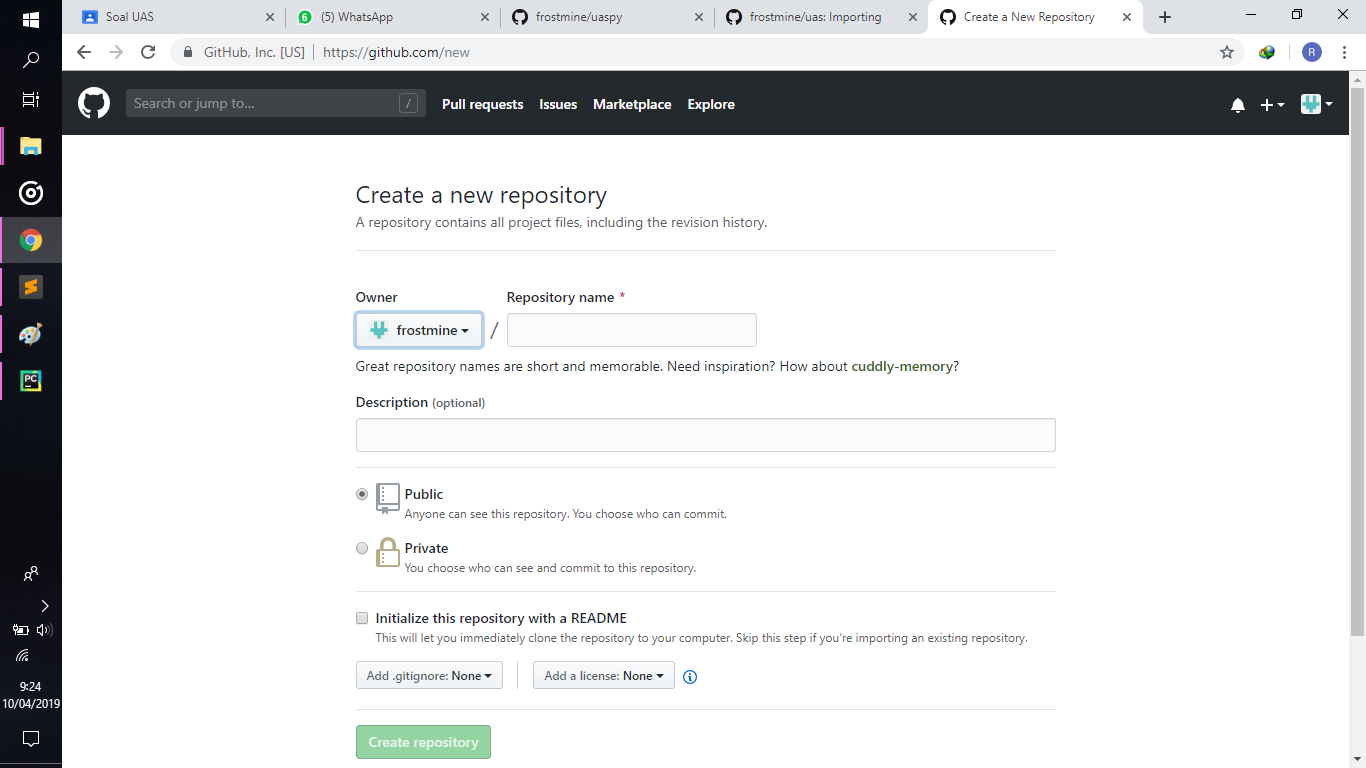 Soal UAS
6
(5) WhatsApp
frostmine/uaspy
frostmine/uas: Importing
Create a New Repository
GitHub, Inc. [US]
https://github.com/new
R
Search or jump to...
/
Pull requests
Issues
Marketplace
Explore
Create a new repository
A repository contains all project files, including the revision history.
Owner
Repository name *
frostmine
/
Great repository names are short and memorable. Need inspiration? How about cuddly-memory?
Description (optional)
Public
Anyone can see this repository. You choose who can commit.
Private
You choose who can see and commit to this repository.
Initialize this repository with a README
This will let you immediately clone the repository to your computer. Skip this step if you're importing an existing repository.
Add .gitignore: None
Add a license: None
Create repository
PC
9:24
10/04/2019